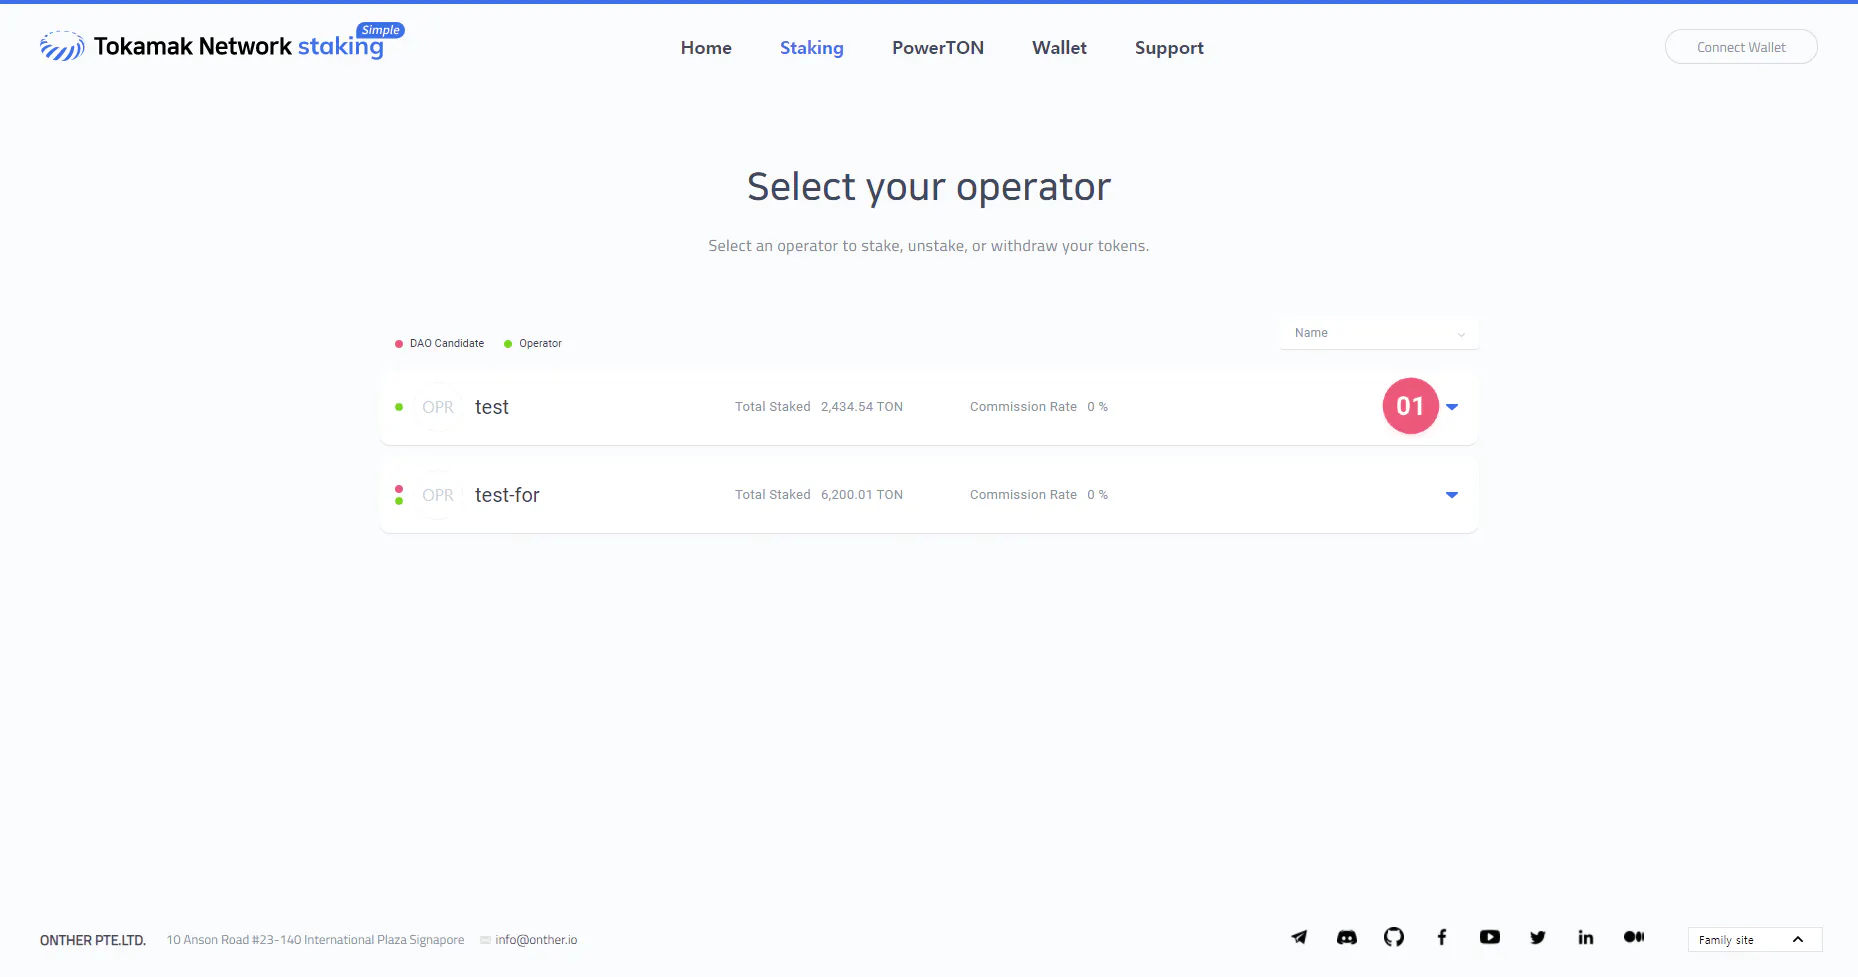 Simple
Tokamak Network staking
Home Staking PowerTON Wallet Support
Connect Wallet
Select your operator
Select an operator to stake, unstake, or withdraw your tokens.
DAO Candidate Operator
Name
OPR test Total Staked 2,434.54 TON Commission Rate 0 % 01
OPR test-for Total Staked 6,200.01 TON Commission Rate 0 %
ONTHER PTE.LTD. 10 Anson Road #23-140 International Plaza Signapore info@onther.io
Family site